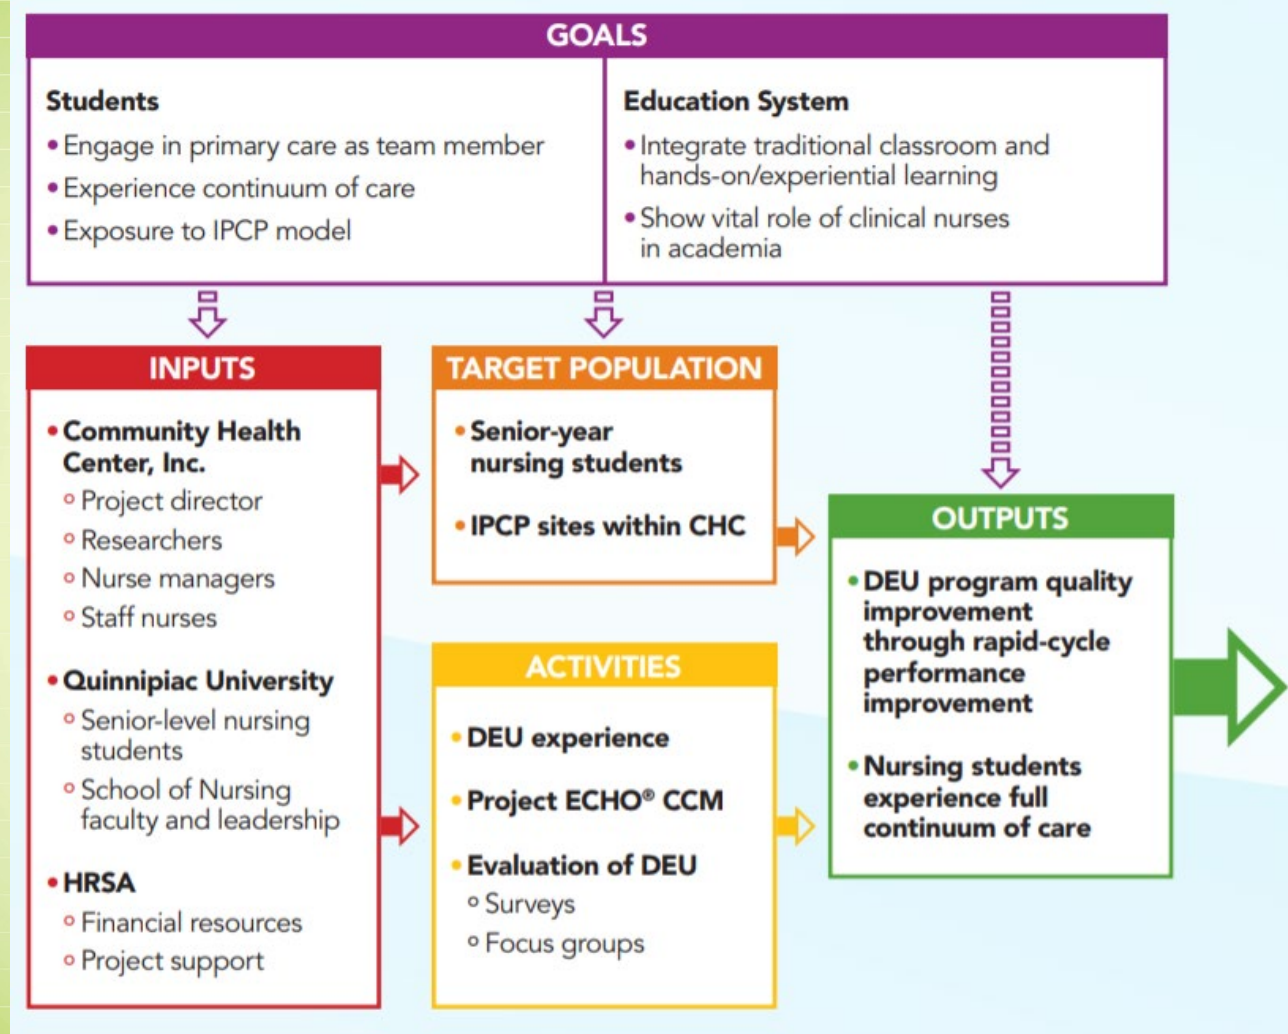 GOALS
Students
• Engage in primary care as team member
• Experience continuum of care
• Exposure to IPCP model
Education System
• Integrate traditional classroom and
hands-on/experiential learning
• Show vital role of clinical nurses
in academia
INPUTS
• Community Health
Center, Inc.
° Project director
° Researchers
° Nurse managers
° Staff nurses
• Quinnipiac University
° Senior-level nursing
students
° School of Nursing
faculty and leadership
• HRSA
° Financial resources
° Project support
TARGET POPULATION
• Senior-year
nursing students
• IPCP sites within CHC
ACTIVITIES
• DEU experience
• Project ECHO® CCM
• Evaluation of DEU
° Surveys
° Focus groups
OUTPUTS
• DEU program quality
improvement
through rapid-cycle
performance
improvement
• Nursing students
experience full
continuum of care